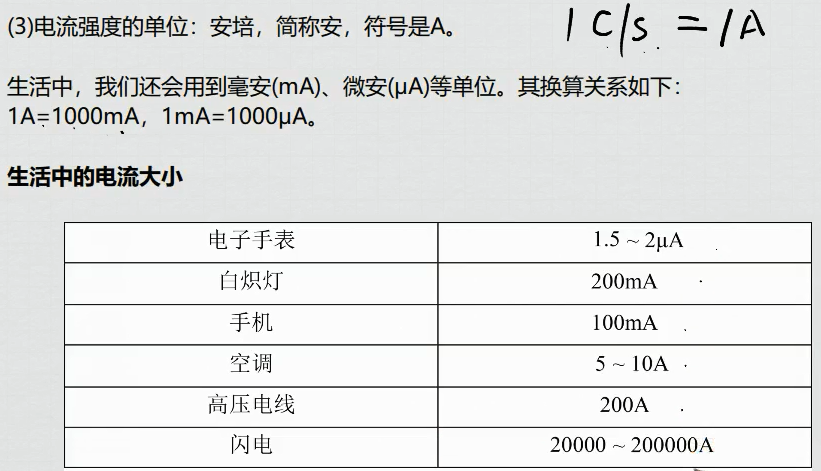 (3)电流强度的单位：安培，简称安，符号是A。 1 C/s = 1A
生活中，我们还会用到毫安(mA)、微安(μA)等单位。其换算关系如下：
1A=1000mA，1mA=1000μA。
生活中的电流大小
电子手表 1.5 ~ 2μA
白炽灯 200mA
手机 100mA
空调 5 ~ 10A
高压电线 200A
闪电 20000 ~ 200000A